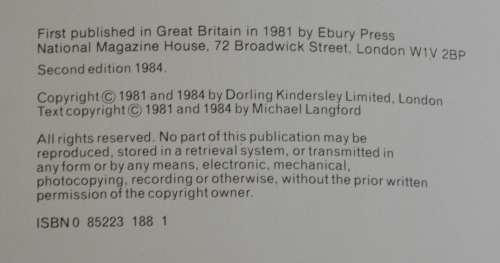 First published in Great Britain in 1981 by Ebury Press
National Magazine House, 72 Broadwick Street, London W1V 2BP
Second edition 1984.
Copyright © 1981 and 1984 by Dorling Kindersley Limited, London
Text copyright © 1981 and 1984 by Michael Langford
All rights reserved. No part of this publication may be
reproduced, stored in a retrieval system, or transmitted in
any form or by any means, electronic, mechanical,
photocopying, recording or otherwise, without the prior written
permission of the copyright owner.
ISBN 0 85223 188 1